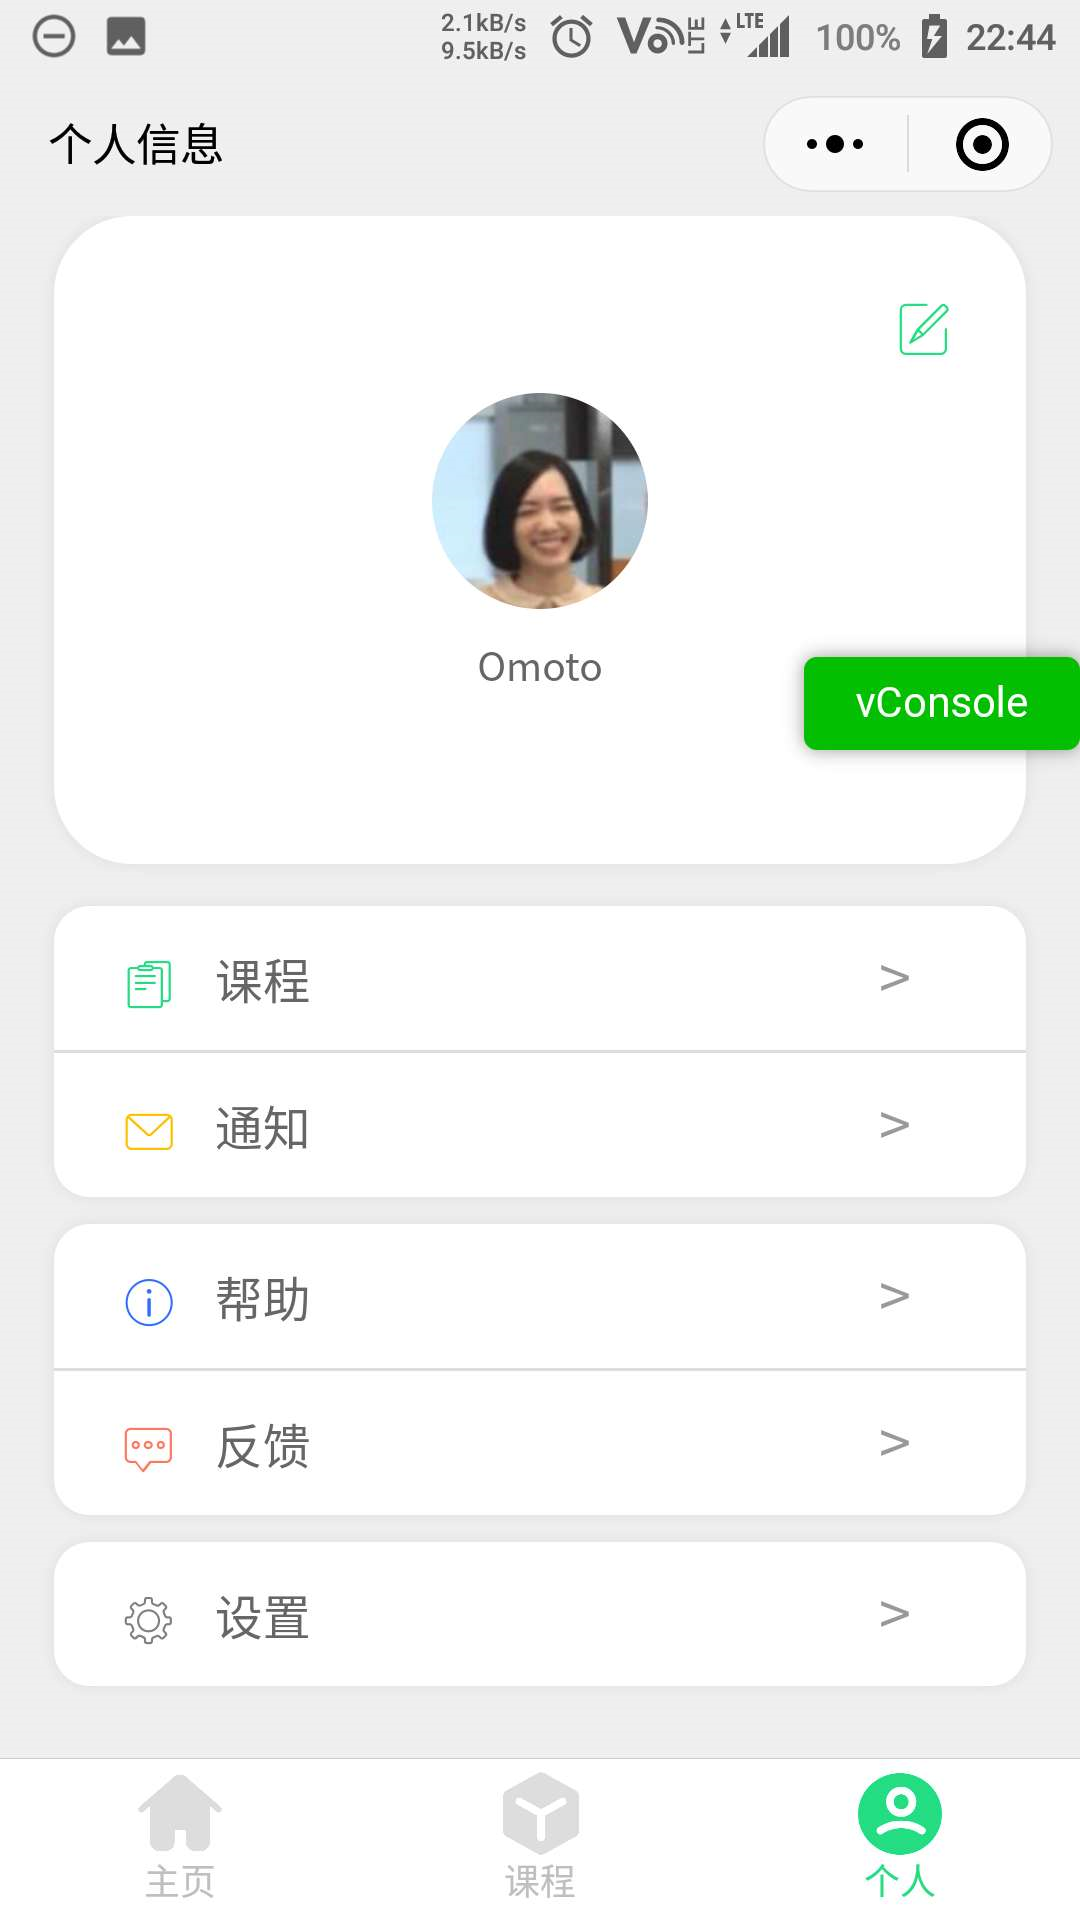 2.1kB/s
9.5kB/s
VoLTE
LTE
100%
22:44
个人信息
Omoto
vConsole
课程 >
通知 >
帮助 >
反馈 >
设置 >
主页
课程
个人